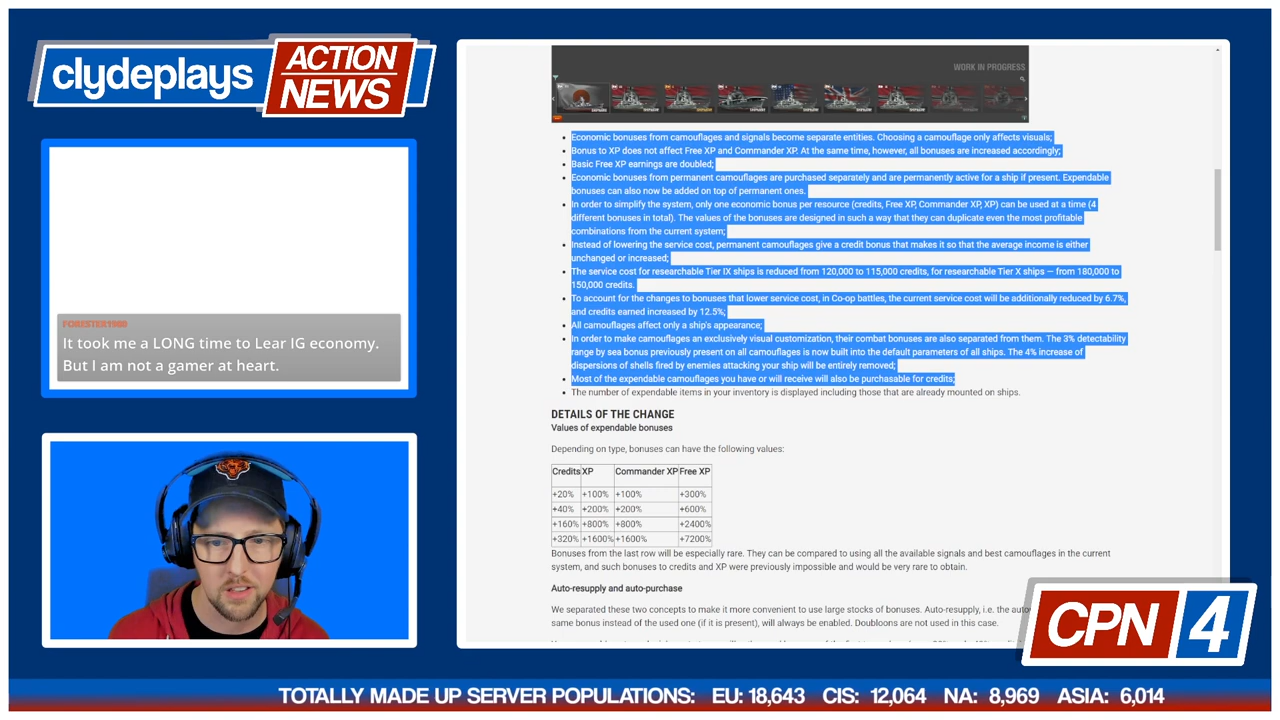 clydeplays
ACTION
NEWS
FORESTER1900
It took me a LONG time to Lear IG economy.
But I am not a gamer at heart.
WORK IN PROGRESS
Economic bonuses from camouflages and signals become separate entities. Choosing a camouflage only affects visuals;
Bonus to XP does not affect Free XP and Commander XP. At the same time, however, all bonuses are increased accordingly;
Basic Free XP earnings are doubled;
Economic bonuses from permanent camouflages are purchased separately and are permanently active for a ship if present. Expendable
bonuses can also now be added on top of permanent ones.
In order to simplify the system, only one economic bonus per resource (credits, Free XP, Commander XP, XP) can be used at a time (4
different bonuses in total). The values of the bonuses are designed in such a way that they can duplicate even the most profitable
combinations from the current system;
Instead of lowering the service cost, permanent camouflages give a credit bonus that makes it so that the average income is either
unchanged or increased;
The service cost for researchable Tier IX ships is reduced from 120,000 to 115,000 credits, for researchable Tier X ships — from 180,000 to
150,000 credits.
To account for the changes to bonuses that lower service cost, in Co-op battles, the current service cost will be additionally reduced by 6.7%,
and credits earned increased by 12.5%;
All camouflages affect only a ship's appearance;
In order to make camouflages an exclusively visual customization, their combat bonuses are also separated from them. The 3% detectability
range by sea bonus previously present on all camouflages is now built into the default parameters of all ships. The 4% increase of
dispersions of shells fired by enemies attacking your ship will be entirely removed;
Most of the expendable camouflages you have or will receive will also be purchasable for credits;
The number of expendable items in your inventory is displayed including those that are already mounted on ships.
DETAILS OF THE CHANGE
Values of expendable bonuses
Depending on type, bonuses can have the following values:
Credits XP Commander XP Free XP
+20% +100% +100% +300%
+40% +200% +200% +600%
+160% +800% +800% +2400%
+320% +1600% +1600% +7200%
Bonuses from the last row will be especially rare. They can be compared to using all the available signals and best camouflages in the current
system, and such bonuses to credits and XP were previously impossible and would be very rare to obtain.
Auto-resupply and auto-purchase
We separated these two concepts to make it more convenient to use large stocks of bonuses. Auto-resupply, i.e. the
same bonus instead of the used one (if it is present), will always be enabled. Doubloons are not used in this case.
CPN 4
TOTALLY MADE UP SERVER POPULATIONS: EU: 18,643 CIS: 12,064 NA: 8,969 ASIA: 6,014